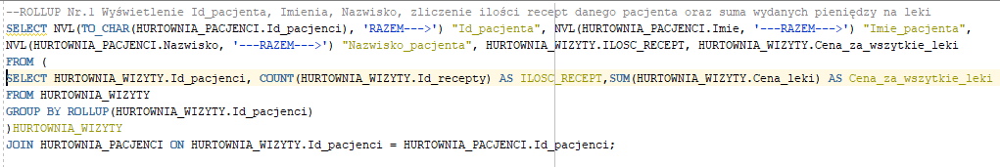 --ROLLUP Nr.1 Wyświetlenie Id_pacjenta, Imienia, Nazwisko, zliczenie ilości recept danego pacjenta oraz suma wydanych pieniędzy na leki
SELECT NVL(TO_CHAR(HURTOWNIA_PACJENCI.Id_pacjenci), 'RAZEM--->') "Id_pacjenta", NVL(HURTOWNIA_PACJENCI.Imie, '---RAZEM--->') "Imie_pacjenta",
NVL(HURTOWNIA_PACJENCI.Nazwisko, '---RAZEM--->') "Nazwisko_pacjenta", HURTOWNIA_WIZYTY.ILOSC_RECEPT, HURTOWNIA_WIZYTY.Cena_za_wszytkie_leki
FROM (
SELECT HURTOWNIA_WIZYTY.Id_pacjenci, COUNT(HURTOWNIA_WIZYTY.Id_recepty) AS ILOSC_RECEPT,SUM(HURTOWNIA_WIZYTY.Cena_leki) AS Cena_za_wszytkie_leki
FROM HURTOWNIA_WIZYTY
GROUP BY ROLLUP(HURTOWNIA_WIZYTY.Id_pacjenci)
)HURTOWNIA_WIZYTY
JOIN HURTOWNIA_PACJENCI ON HURTOWNIA_WIZYTY.Id_pacjenci = HURTOWNIA_PACJENCI.Id_pacjenci;